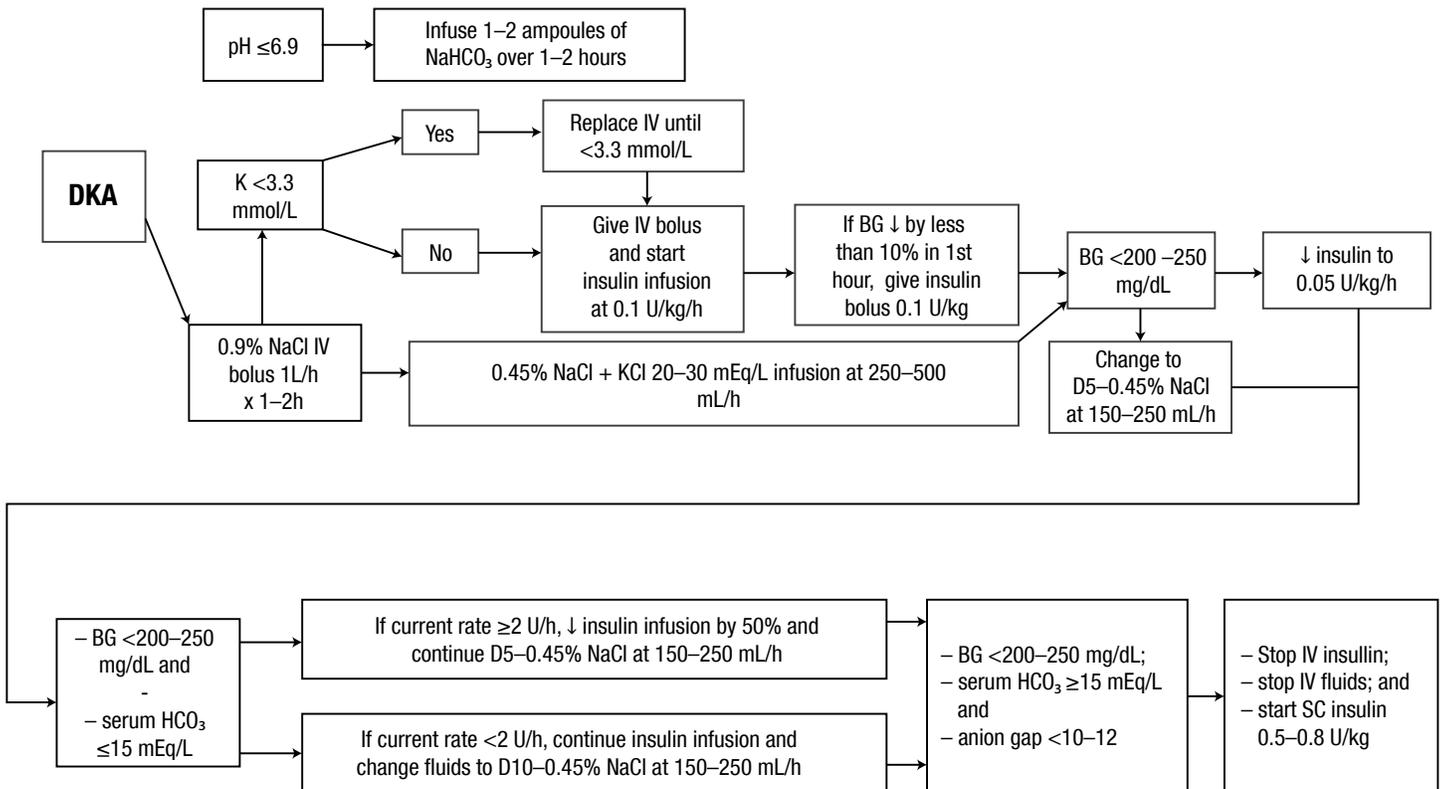 pH ≤6.9
Infuse 1–2 ampoules of
NaHCO₃ over 1–2 hours
DKA
K <3.3
mmol/L
Yes
No
Replace IV until
<3.3 mmol/L
Give IV bolus
and start
insulin infusion
at 0.1 U/kg/h
If BG ↓ by less
than 10% in 1st
hour, give insulin
bolus 0.1 U/kg
BG <200 –250
mg/dL
↓ insulin to
0.05 U/kg/h
0.9% NaCl IV
bolus 1L/h
x 1–2h
0.45% NaCl + KCl 20–30 mEq/L infusion at 250–500
mL/h
Change to
D5–0.45% NaCl
at 150–250 mL/h
– BG <200–250
mg/dL and
-
– serum HCO₃
≤15 mEq/L
If current rate ≥2 U/h, ↓ insulin infusion by 50% and
continue D5–0.45% NaCl at 150–250 mL/h
If current rate <2 U/h, continue insulin infusion and
change fluids to D10–0.45% NaCl at 150–250 mL/h
– BG <200–250 mg/dL;
– serum HCO₃ ≥15 mEq/L
and
– anion gap <10–12
– Stop IV insullin;
– stop IV fluids; and
– start SC insulin
0.5–0.8 U/kg